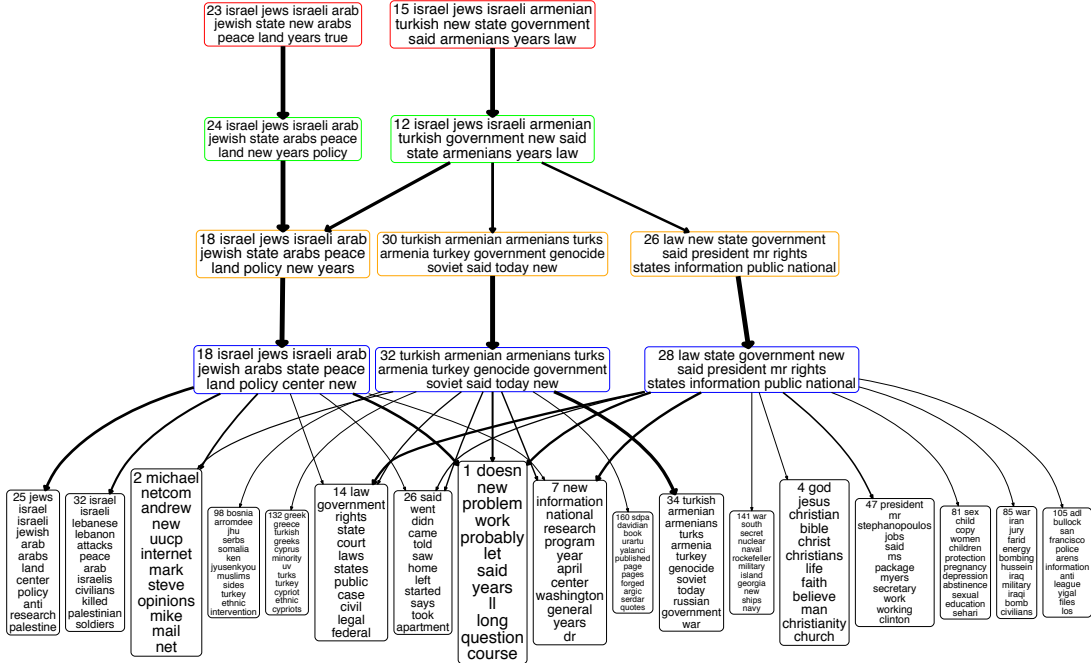 23 israel jews israeli arab
jewish state new arabs
peace land years true
15 israel jews israeli armenian
turkish new state government
said armenians years law
24 israel jews israeli arab
jewish state arabs peace
land new years policy
12 israel jews israeli armenian
turkish government new said
state armenians years law
18 israel jews israeli arab
jewish state arabs peace
land policy new years
30 turkish armenian armenians turks
armenia turkey government genocide
soviet said today new
26 law new state government
said president mr rights
states information public national
18 israel jews israeli arab
jewish arabs state peace
land policy center new
32 turkish armenian armenians turks
armenia turkey genocide government
soviet said today new
28 law state government new
said president mr rights
states information public national
25 jews
israel
israeli
jewish
arab
arabs
land
center
policy
anti
research
palestine
32 israel
israeli
lebanese
lebanon
attacks
peace
arab
israelis
civilians
killed
palestinian
soldiers
2 michael
netcom
andrew
new
uucp
internet
mark
steve
opinions
mike
mail
net
98 bosnia
arromdee
jhu
serbs
somalia
ken
jyusenkyou
muslims
sides
turkey
ethnic
intervention
132 greek
greece
turkish
greeks
cyprus
minority
uv
turks
turkey
cypriot
ethnic
cypriots
14 law
government
rights
state
court
laws
states
public
case
civil
legal
federal
26 said
went
didn
came
told
saw
home
left
started
says
took
apartment
1 doesn
new
problem
work
probably
let
said
years
ll
long
question
course
7 new
information
national
research
program
year
april
center
washington
general
years
dr
160 sdpa
davidian
book
urartu
yalanci
published
page
pages
forged
argic
serdar
quotes
34 turkish
armenian
armenians
turks
armenia
turkey
genocide
soviet
today
russian
government
war
141 war
south
secret
nuclear
naval
rockefeller
military
island
georgia
new
ships
navy
4 god
jesus
christian
bible
christ
christians
life
faith
believe
man
christianity
church
47 president
mr
stephanopoulos
jobs
said
ms
package
myers
secretary
work
working
clinton
81 sex
child
copy
women
children
protection
pregnancy
depression
abstinence
sexual
education
sehari
85 war
iran
jury
farid
energy
bombing
hussein
iraq
military
iraqi
bomb
civilians
105 adl
bullock
san
francisco
police
arens
information
anti
league
yigal
files
los